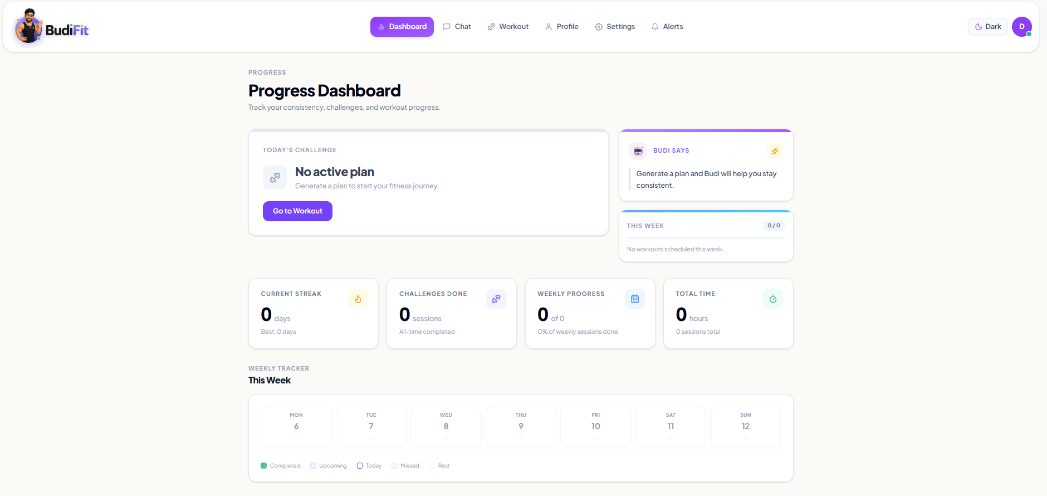 BudiFit
Dashboard
Chat
Workout
Profile
Settings
Alerts
Dark
D
PROGRESS
Progress Dashboard
Track your consistency, challenges, and workout progress.
TODAY'S CHALLENGE
No active plan
Generate a plan to start your fitness journey
Go to Workout
BUDI SAYS
Generate a plan and Budi will help you stay
consistent.
THIS WEEK
0 / 0
No workouts scheduled this week
CURRENT STREAK
0 days
Best: 0 days
CHALLENGES DONE
0 sessions
All-time completed
WEEKLY PROGRESS
0 of 0
0% of weekly sessions done
TOTAL TIME
0 hours
0 sessions total
WEEKLY TRACKER
This Week
MON
6
TUE
7
WED
8
THU
9
FRI
10
SAT
11
SUN
12
Completed
Upcoming
Today
Missed
Rest